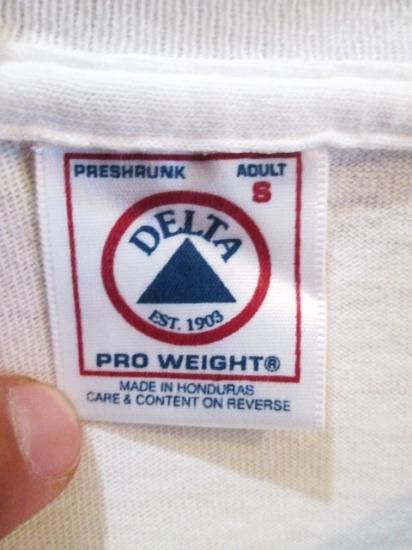 PRESHRUNK ADULT
S
DELTA
EST. 1903
PRO WEIGHT®
MADE IN HONDURAS
CARE & CONTENT ON REVERSE